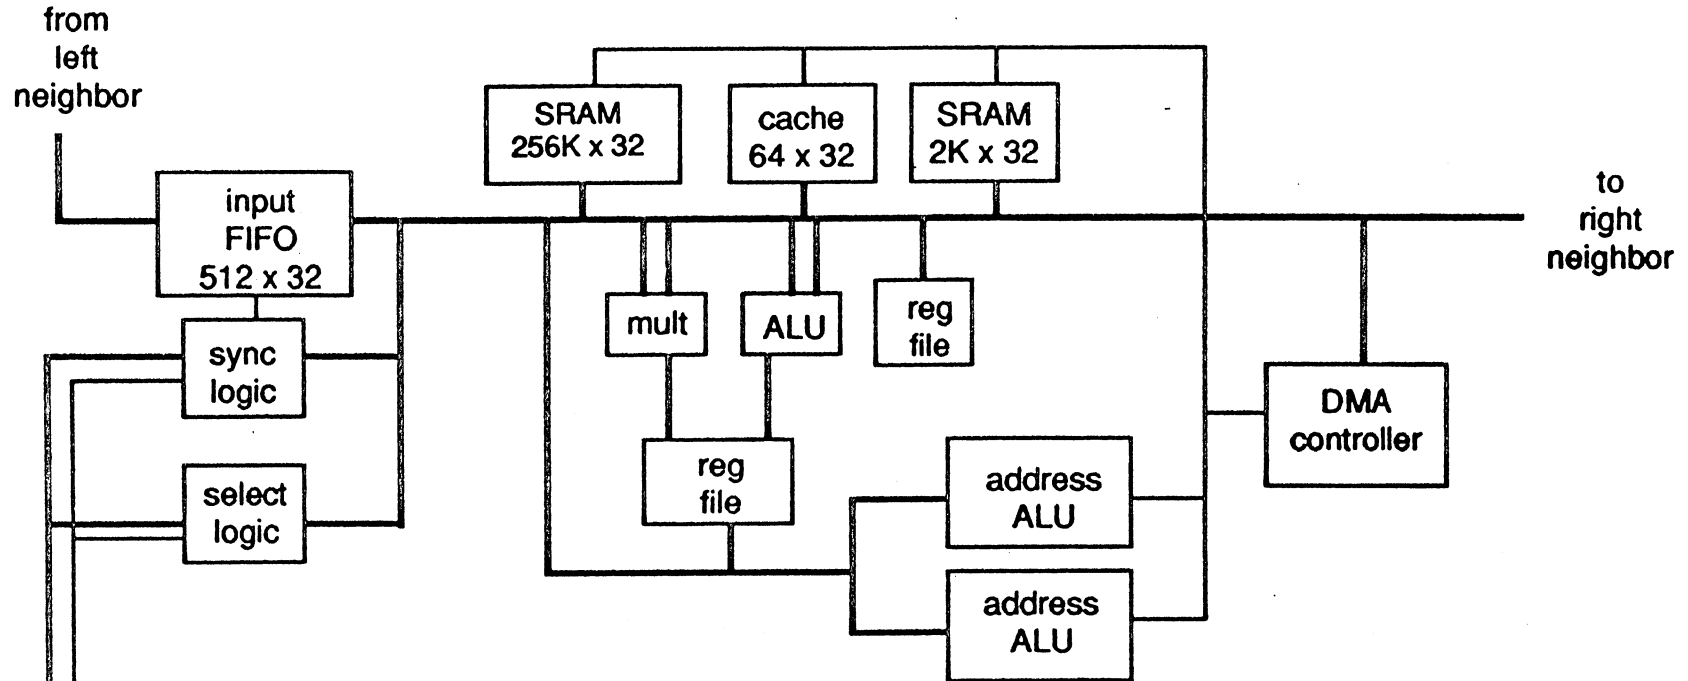 from
left
neighbor
SRAM
256K x 32
cache
64 x 32
SRAM
2K x 32
input
FIFO
512 x 32
to
right
neighbor
mult
ALU
reg
file
sync
logic
DMA
controller
reg
file
address
ALU
select
logic
address
ALU